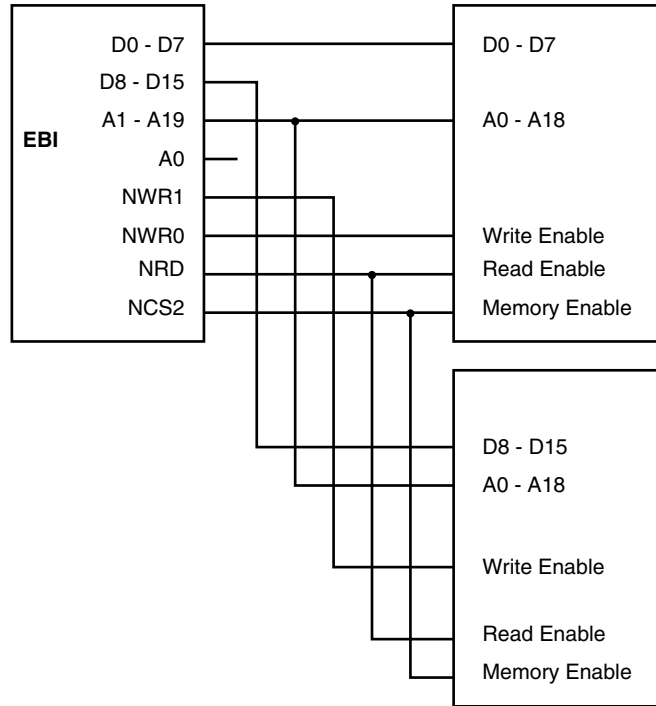 D0 - D7
D8 - D15
A1 - A19
EBI
A0
NWR1
NWR0
NRD
NCS2
D0 - D7
A0 - A18
Write Enable
Read Enable
Memory Enable
D8 - D15
A0 - A18
Write Enable
Read Enable
Memory Enable